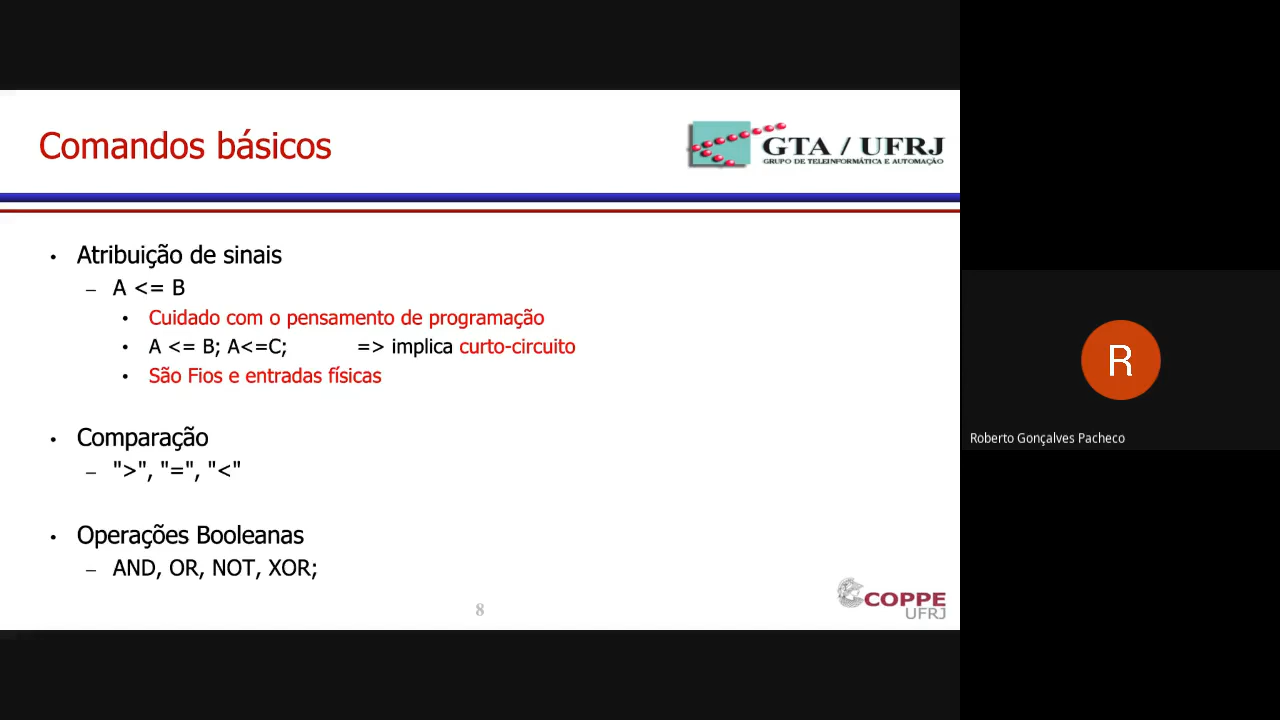 Comandos básicos
GTA / UFRJ
GRUPO DE TELEINFORMÁTICA E AUTOMAÇÃO
• Atribuição de sinais
– A <= B
• Cuidado com o pensamento de programação
• A <= B; A<=C; => implica curto-circuito
• São Fios e entradas físicas
• Comparação
– ">", "=", "<"
• Operações Booleanas
– AND, OR, NOT, XOR;
8
COPPE
UFRJ
R
Roberto Gonçalves Pacheco